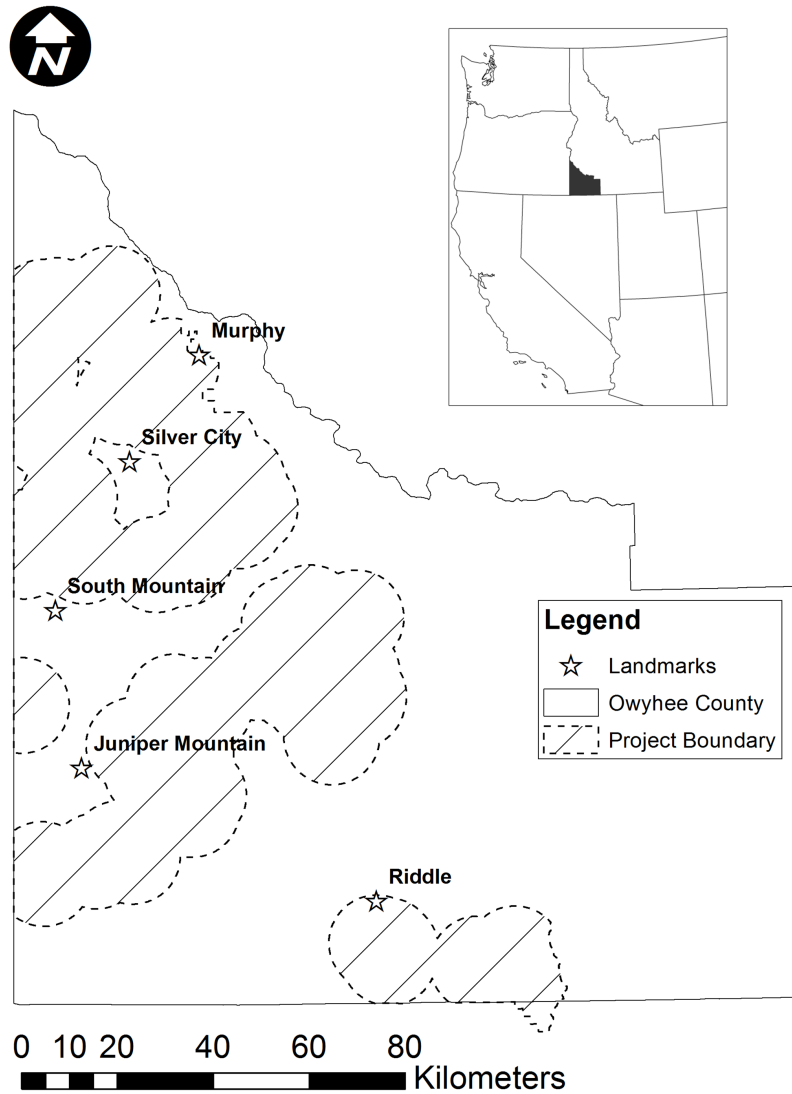 N
Murphy
Silver City
South Mountain
Juniper Mountain
Riddle
Legend
Landmarks
Owyhee County
Project Boundary
0 10 20 40 60 80
Kilometers